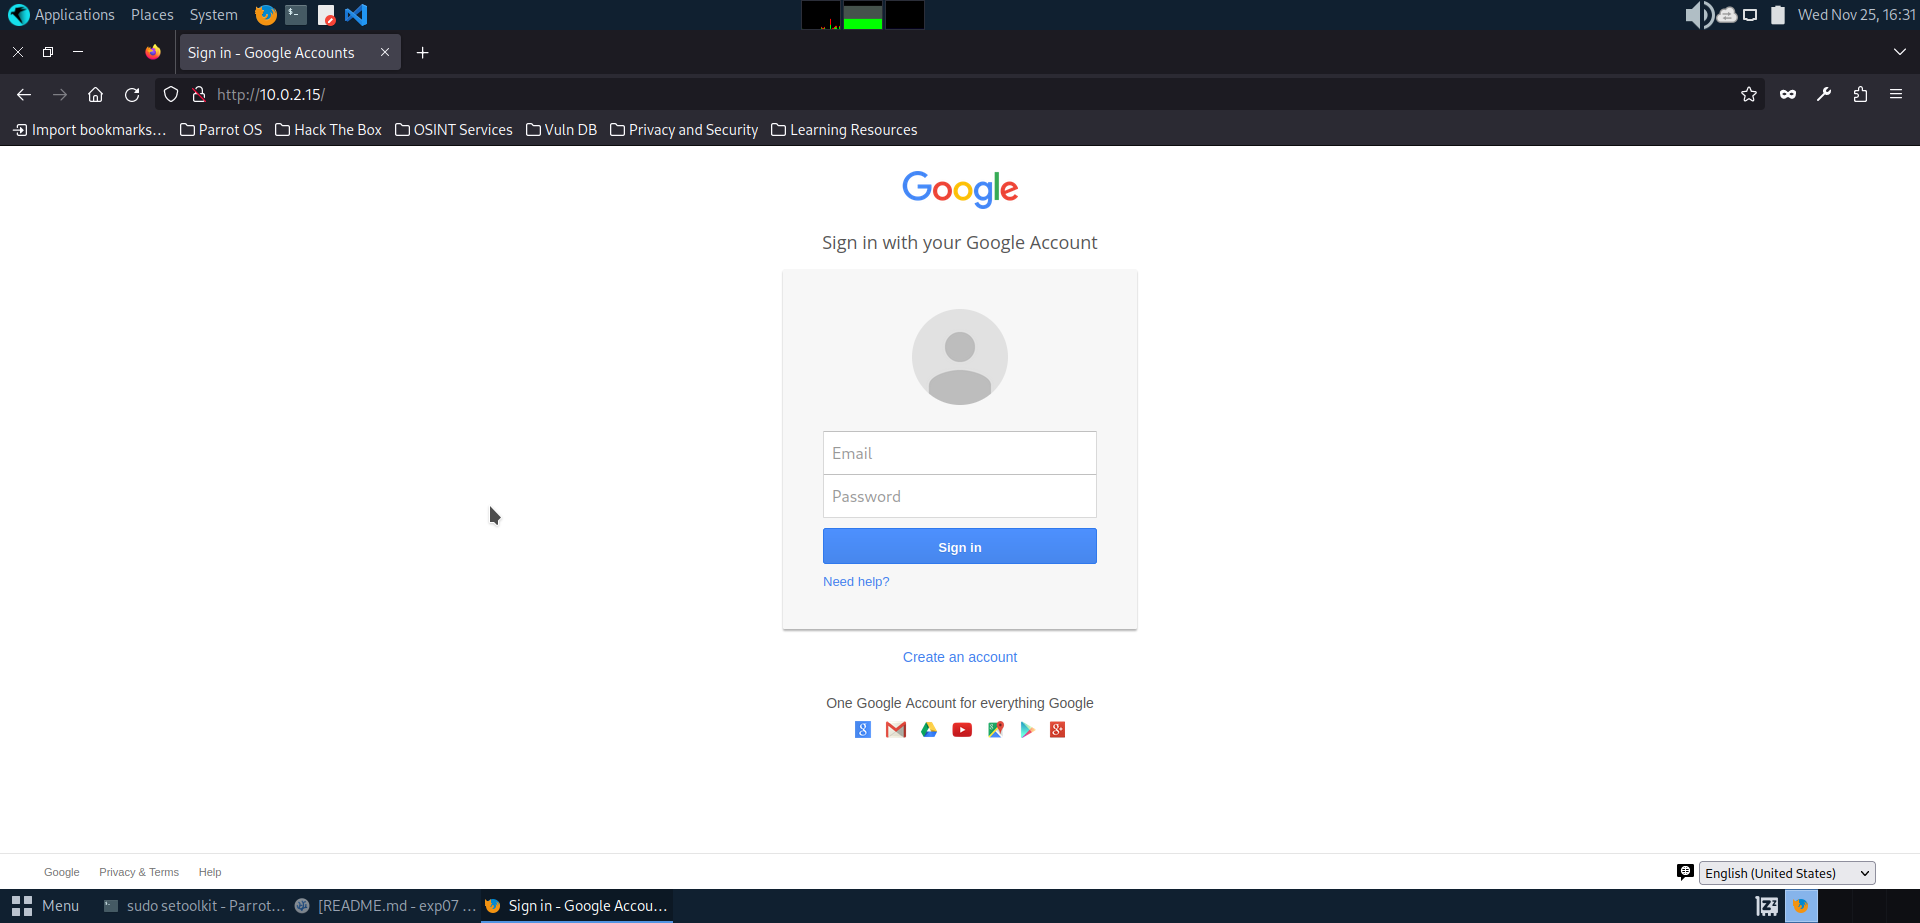 Applications Places System Wed Nov 25, 16:31
Sign in - Google Accounts
http://10.0.2.15/
Import bookmarks... Parrot OS Hack The Box OSINT Services Vuln DB Privacy and Security Learning Resources
Google
Sign in with your Google Account
Email
Password
Sign in
Need help?
Create an account
One Google Account for everything Google
Google Privacy & Terms Help English (United States)
Menu sudo setoolkit - Parrot... [README.md - exp07 ... Sign in - Google Accou...